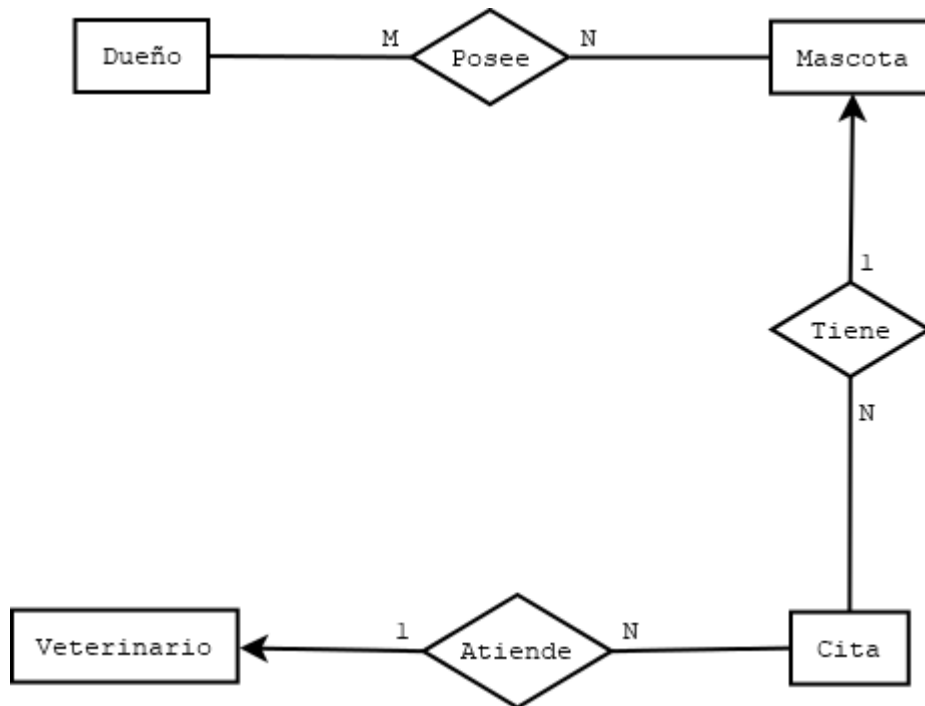 Dueño
M
Posee
N
Mascota
1
Tiene
N
Veterinario
1
Atiende
N
Cita